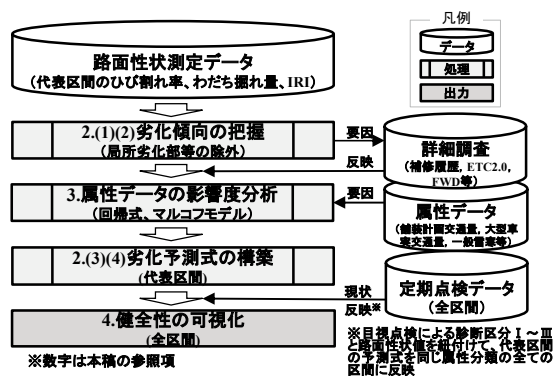 凡例
データ
処理
出力
路面性状測定データ
(代表区間のひび割れ率、わだち掘れ量、IRI)
2.(1)(2)劣化傾向の把握
(局所劣化部等の除外)
要因
反映
詳細調査
(補修履歴, ETC2.0,
FWD等)
3.属性データの影響度分析
(回帰式、マルコフモデル)
要因
属性データ
(舗装計画交通量, 大型車
実交通量, 一般雪寒等)
2.(3)(4)劣化予測式の構築
(代表区間)
現状
反映※
定期点検データ
(全区間)
4.健全性の可視化
(全区間)
※数字は本稿の参照項
※目視点検による診断区分Ⅰ～Ⅲ
と路面性状値を紐付けて、代表区間
の予測式を同じ属性分類の全ての
区間に反映